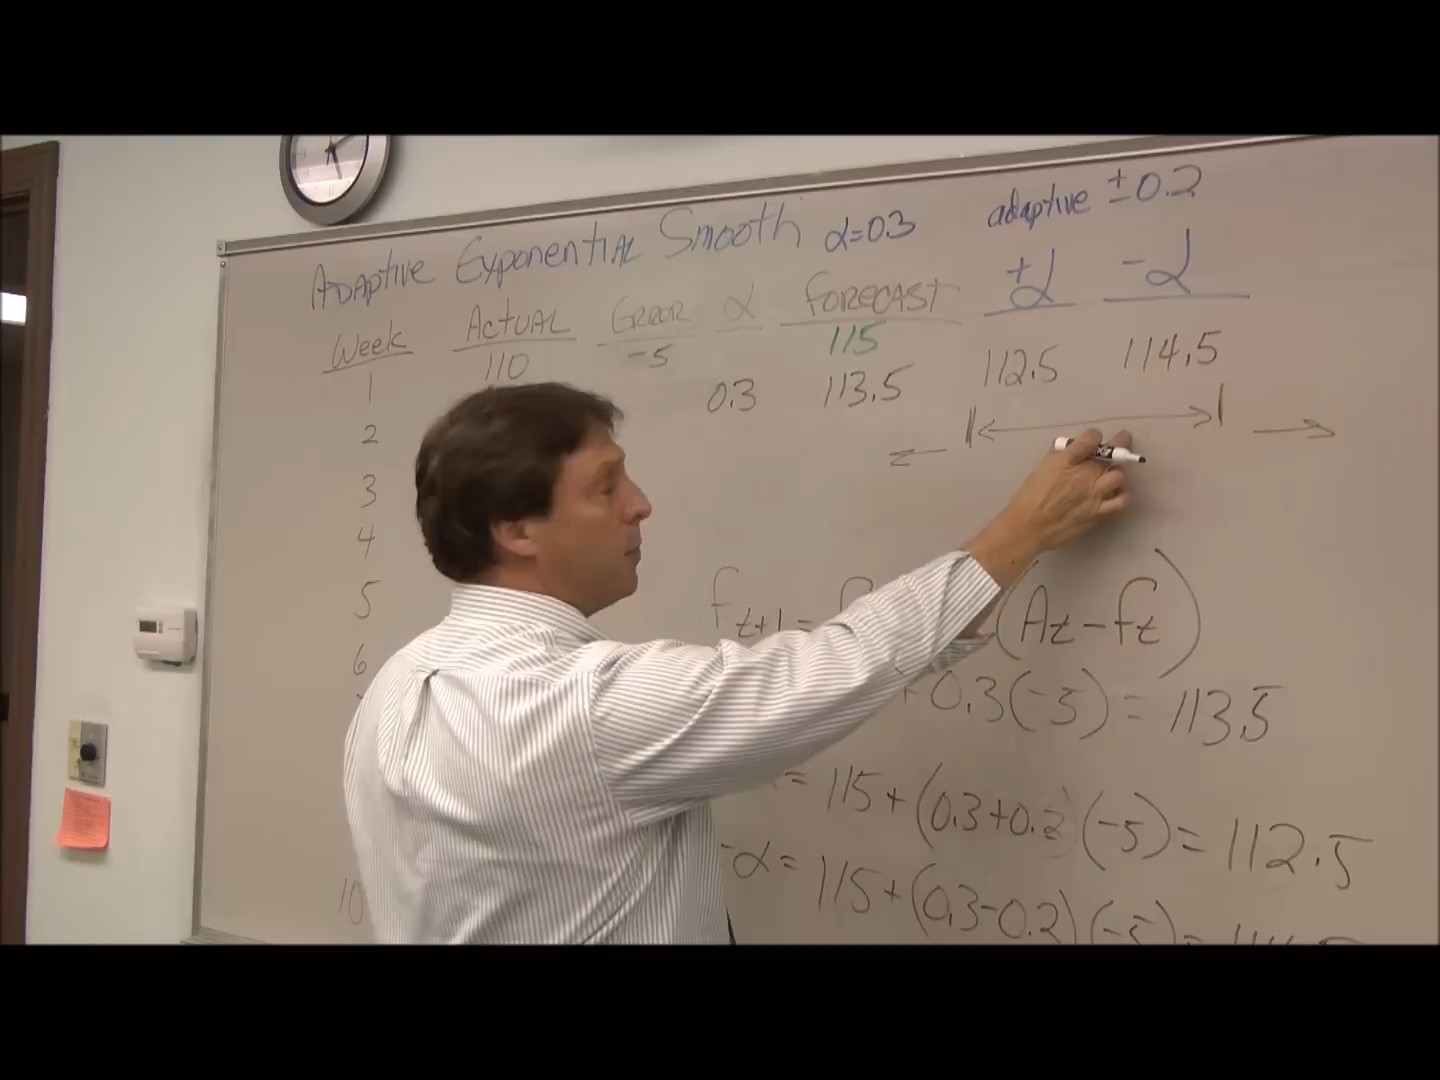 ADAPTIVE EXPONENTIAL SMOOTH α=0.3 adaptive ±0.2
Week ACTUAL ERROR α FORECAST +α -α
1 110 -5 115
0.3 113.5 112.5 114.5
2
3
4
5
6
10
Ft+1 = (At-Ft)
+0.3(-5)=113.5
=115+(0.3+0.2)(-5)=112.5
-α=115+(0.3-0.2)(-5)=